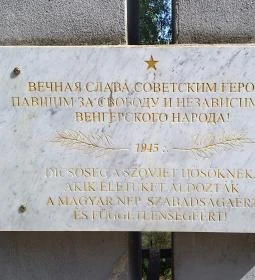 ВЕЧНАЯ СЛАВА СОВЕТСКИМ ГЕРО
ПАВШИМ ЗА СВОБОДУ И НЕЗАВИСИМ
ВЕНГЕРСКОГО НАРОДА!
1945 г.
DICSŐSÉG A SZOVJET HŐSÖKNEK,
AKIK ÉLETÜKET ÁLDOZTÁK
A MAGYAR NÉP SZABADSÁGÁÉRT
ÉS FÜGGETLENSÉGÉÉRT!